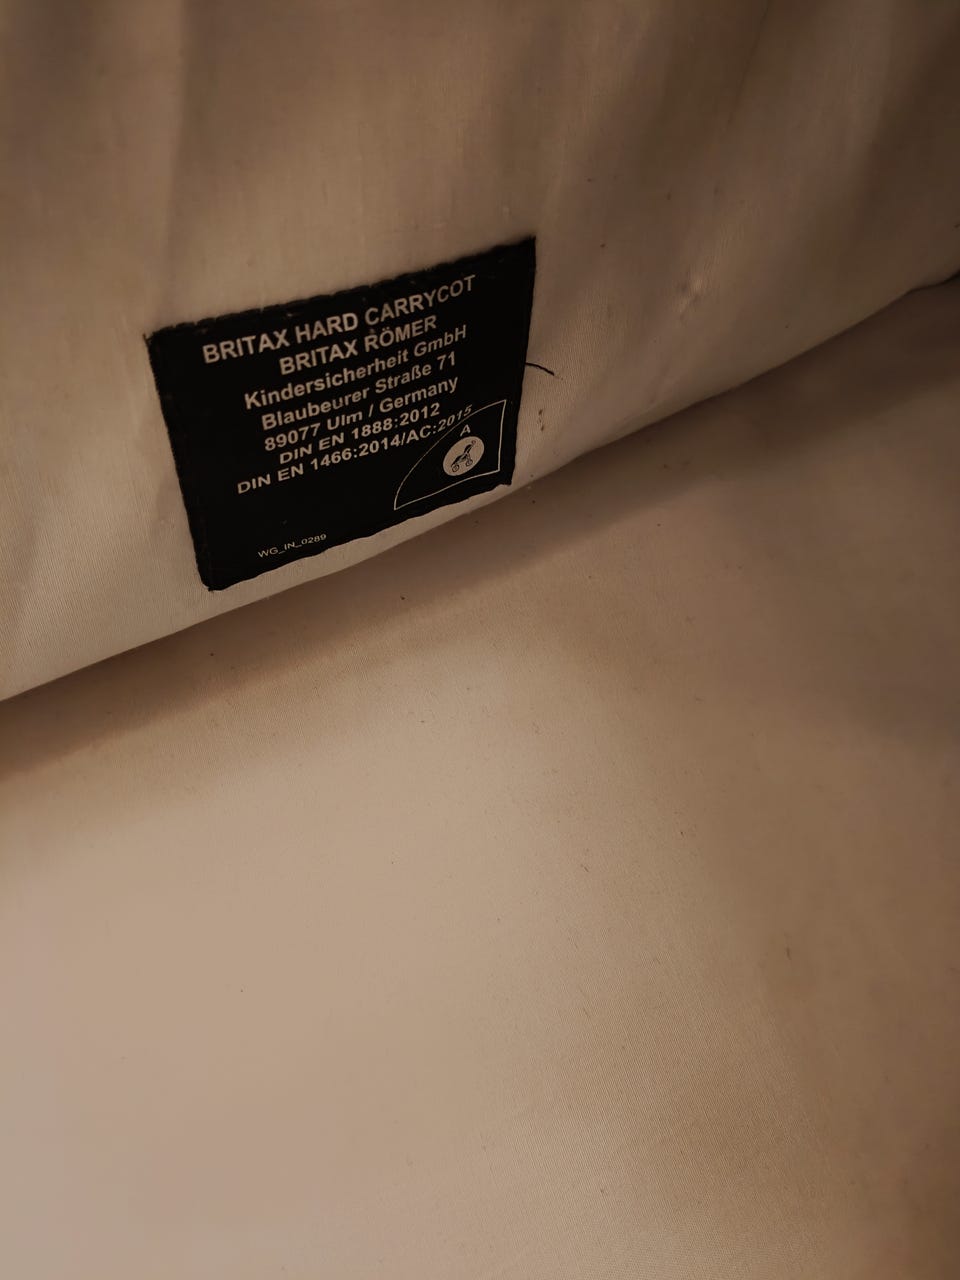 BRITAX HARD CARRYCOT
BRITAX RÖMER
Kindersicherheit GmbH
Blaubeurer Straße 71
89077 Ulm / Germany
DIN EN 1888:2012
DIN EN 1466:2014/AC:2015
A
WG_IN_0289